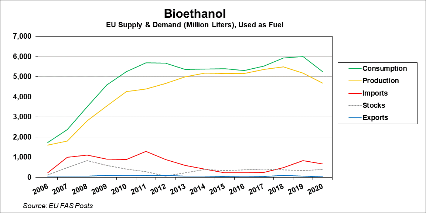 Bioethanol
EU Supply & Demand (Million Liters), Used as Fuel
7,000
6,000
5,000
4,000
3,000
2,000
1,000
0
2006 2007 2008 2009 2010 2011 2012 2013 2014 2015 2016 2017 2018 2019 2020
Consumption
Production
Imports
Stocks
Exports
Source: EU FAS Posts